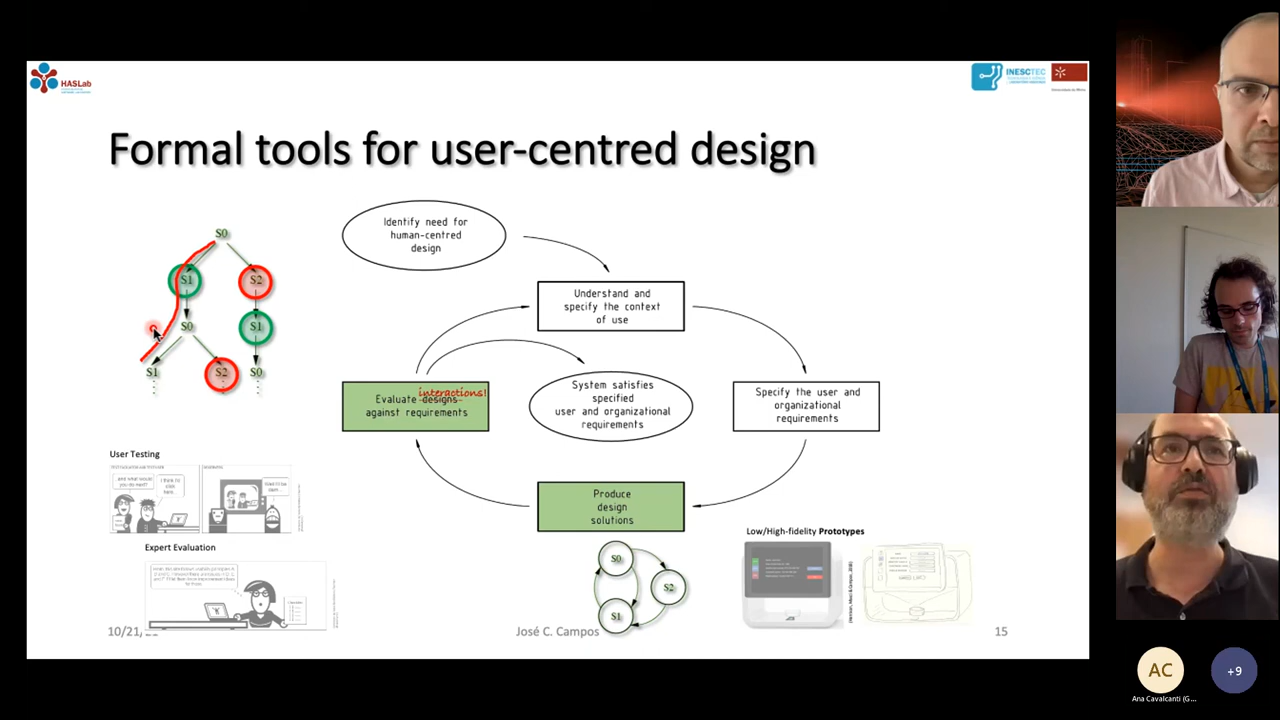 HASLab
INESCTEC
Formal tools for user-centred design
S0
S1
S2
S0
S1
S1
S2
S0
Identify need for
human-centred
design
Understand and
specify the context
of use
interactions!
Evaluate designs
against requirements
System satisfies
specified
user and organizational
requirements
Specify the user and
organizational
requirements
Produce
design
solutions
User Testing
Expert Evaluation
Low/High-fidelity Prototypes
S0
S2
S1
10/21,
José C. Campos
15
AC
+9
Ana Cavalcanti (G...